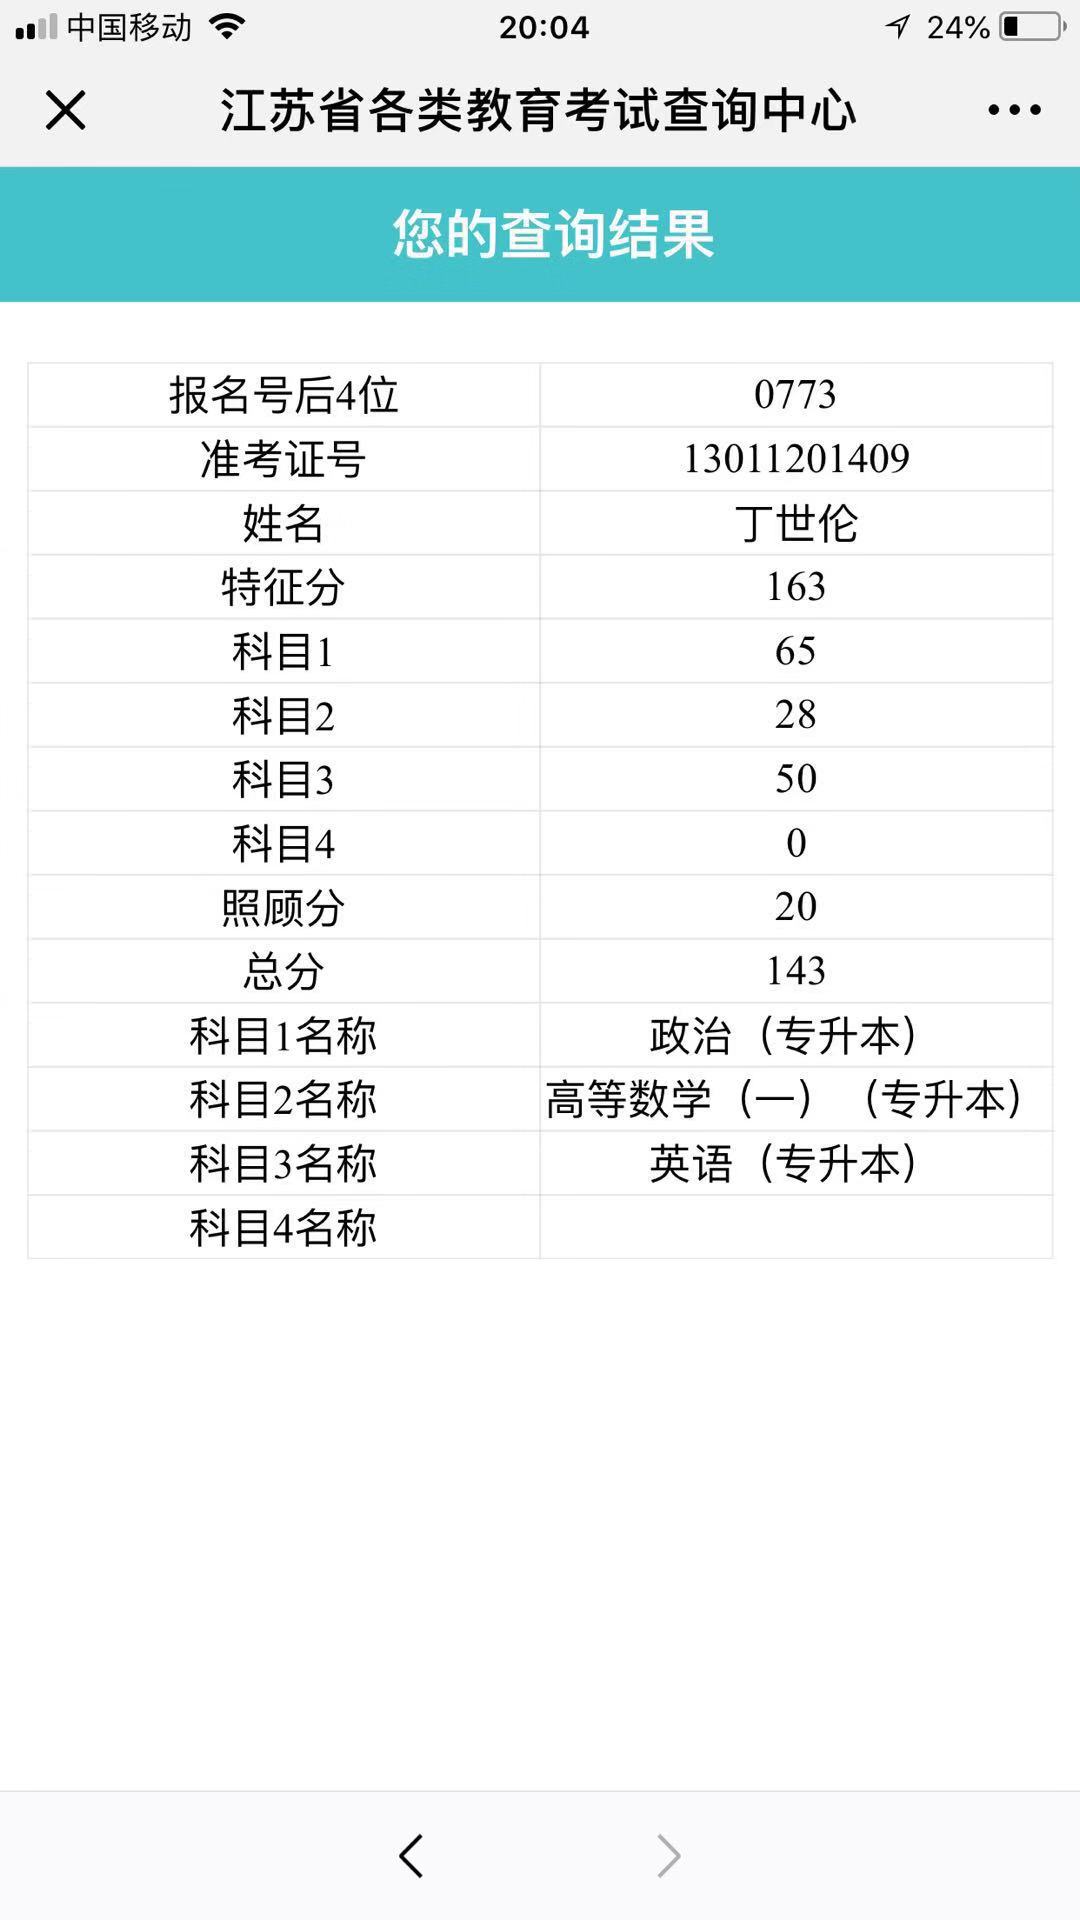 中国移动 20:04 24%
江苏省各类教育考试查询中心
您的查询结果
报名号后4位 0773
准考证号 13011201409
姓名 丁世伦
特征分 163
科目1 65
科目2 28
科目3 50
科目4 0
照顾分 20
总分 143
科目1名称 政治（专升本）
科目2名称 高等数学（一）（专升本）
科目3名称 英语（专升本）
科目4名称